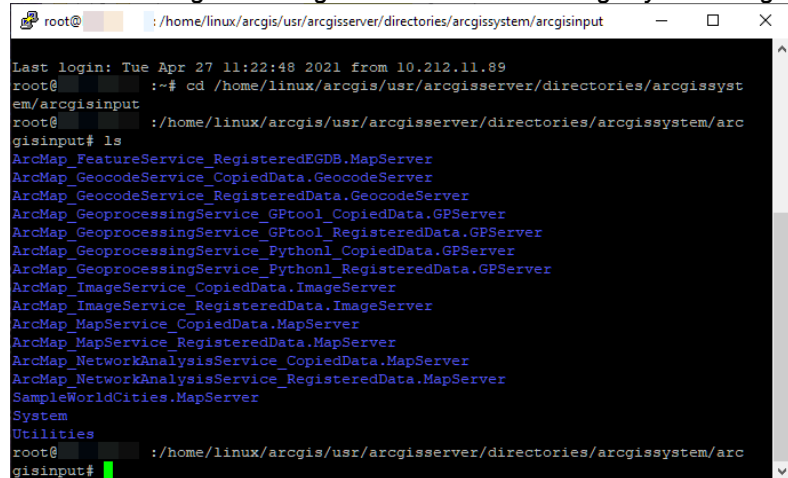 root@ : /home/linux/arcgis/usr/arcgisserver/directories/arcgissystem/arcgisinput
Last login: Tue Apr 27 11:22:48 2021 from 10.212.11.89
root@ :~# cd /home/linux/arcgis/usr/arcgisserver/directories/arcgissyst
em/arcgisinput
root@ :/home/linux/arcgis/usr/arcgisserver/directories/arcgissystem/arc
gisinput# ls
ArcMap_FeatureService_RegisteredEGDB.MapServer
ArcMap_GeocodeService_CopiedData.GeocodeServer
ArcMap_GeocodeService_RegisteredData.GeocodeServer
ArcMap_GeoprocessingService_GPtool_CopiedData.GPServer
ArcMap_GeoprocessingService_GPtool_RegisteredData.GPServer
ArcMap_GeoprocessingService_Python1_CopiedData.GPServer
ArcMap_GeoprocessingService_Python1_RegisteredData.GPServer
ArcMap_ImageService_CopiedData.ImageServer
ArcMap_ImageService_RegisteredData.ImageServer
ArcMap_MapService_CopiedData.MapServer
ArcMap_MapService_RegisteredData.MapServer
ArcMap_NetworkAnalysisService_CopiedData.MapServer
ArcMap_NetworkAnalysisService_RegisteredData.MapServer
SampleWorldCities.MapServer
System
Utilities
root@ :/home/linux/arcgis/usr/arcgisserver/directories/arcgissystem/arc
gisinput#